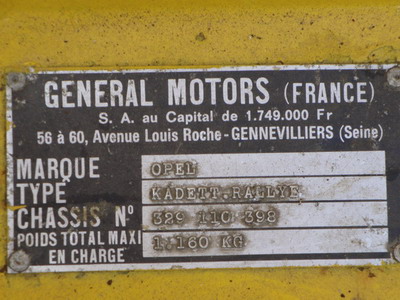 GENERAL MOTORS (FRANCE)
S. A. au Capital de 1.749.000 Fr
56 à 60, Avenue Louis Roche - GENNEVILLIERS (Seine)
MARQUE OPEL
TYPE KADETT-RALLYE
CHASSIS Nº 329 110 398
POIDS TOTAL MAXI
EN CHARGE 1.160 KG